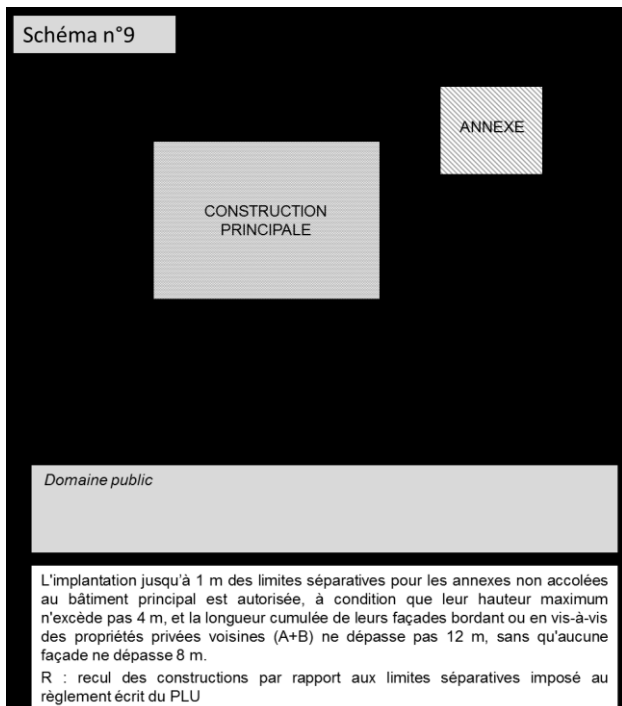 Schéma n°9
ANNEXE
CONSTRUCTION
PRINCIPALE
Domaine public
L'implantation jusqu'à 1 m des limites séparatives pour les annexes non accolées
au bâtiment principal est autorisée, à condition que leur hauteur maximum
n'excède pas 4 m, et la longueur cumulée de leurs façades bordant ou en vis-à-vis
des propriétés privées voisines (A+B) ne dépasse pas 12 m, sans qu'aucune
façade ne dépasse 8 m.
R : recul des constructions par rapport aux limites séparatives imposé au
règlement écrit du PLU